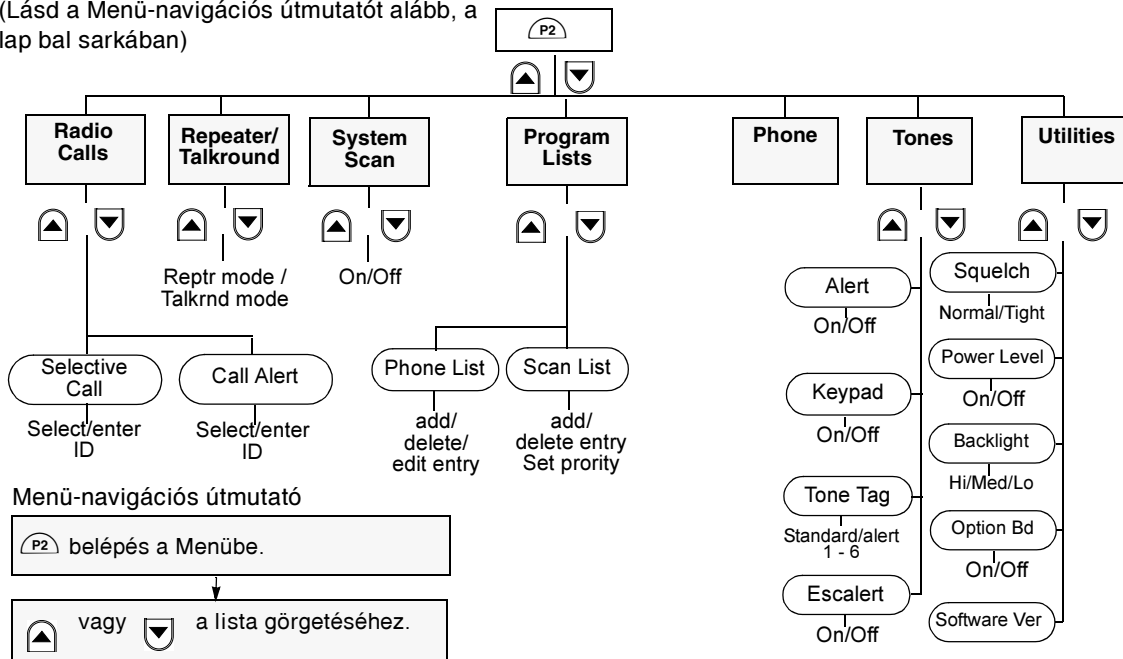 (Lásd a Menü-navigációs útmutatót alább, a
lap bal sarkában)
P2
Radio
Calls
Repeater/
Talkround
System
Scan
Program
Lists
Phone
Tones
Utilities
Reptr mode /
Talkrnd mode
On/Off
Selective
Call
Select/enter
ID
Call Alert
Select/enter
ID
Phone List
add/
delete/
edit entry
Scan List
add/
delete entry
Set prority
Alert
On/Off
Keypad
On/Off
Tone Tag
Standard/alert
1 - 6
Escalert
On/Off
Squelch
Normal/Tight
Power Level
On/Off
Backlight
Hi/Med/Lo
Option Bd
On/Off
Software Ver
Menü-navigációs útmutató
P2 belépés a Menübe.
vagy a lista görgetéséhez.